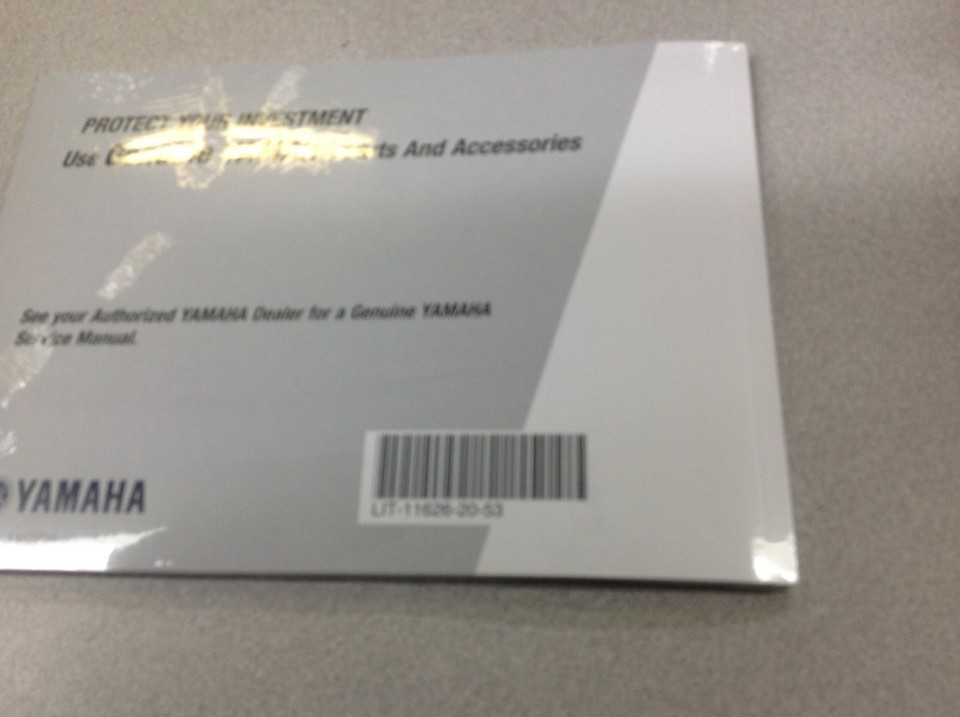 PROTECT YOUR INVESTMENT
Use Parts And Accessories
See your Authorized YAMAHA Dealer for a Genuine YAMAHA
Service Manual.
YAMAHA
LIT-11626-20-53